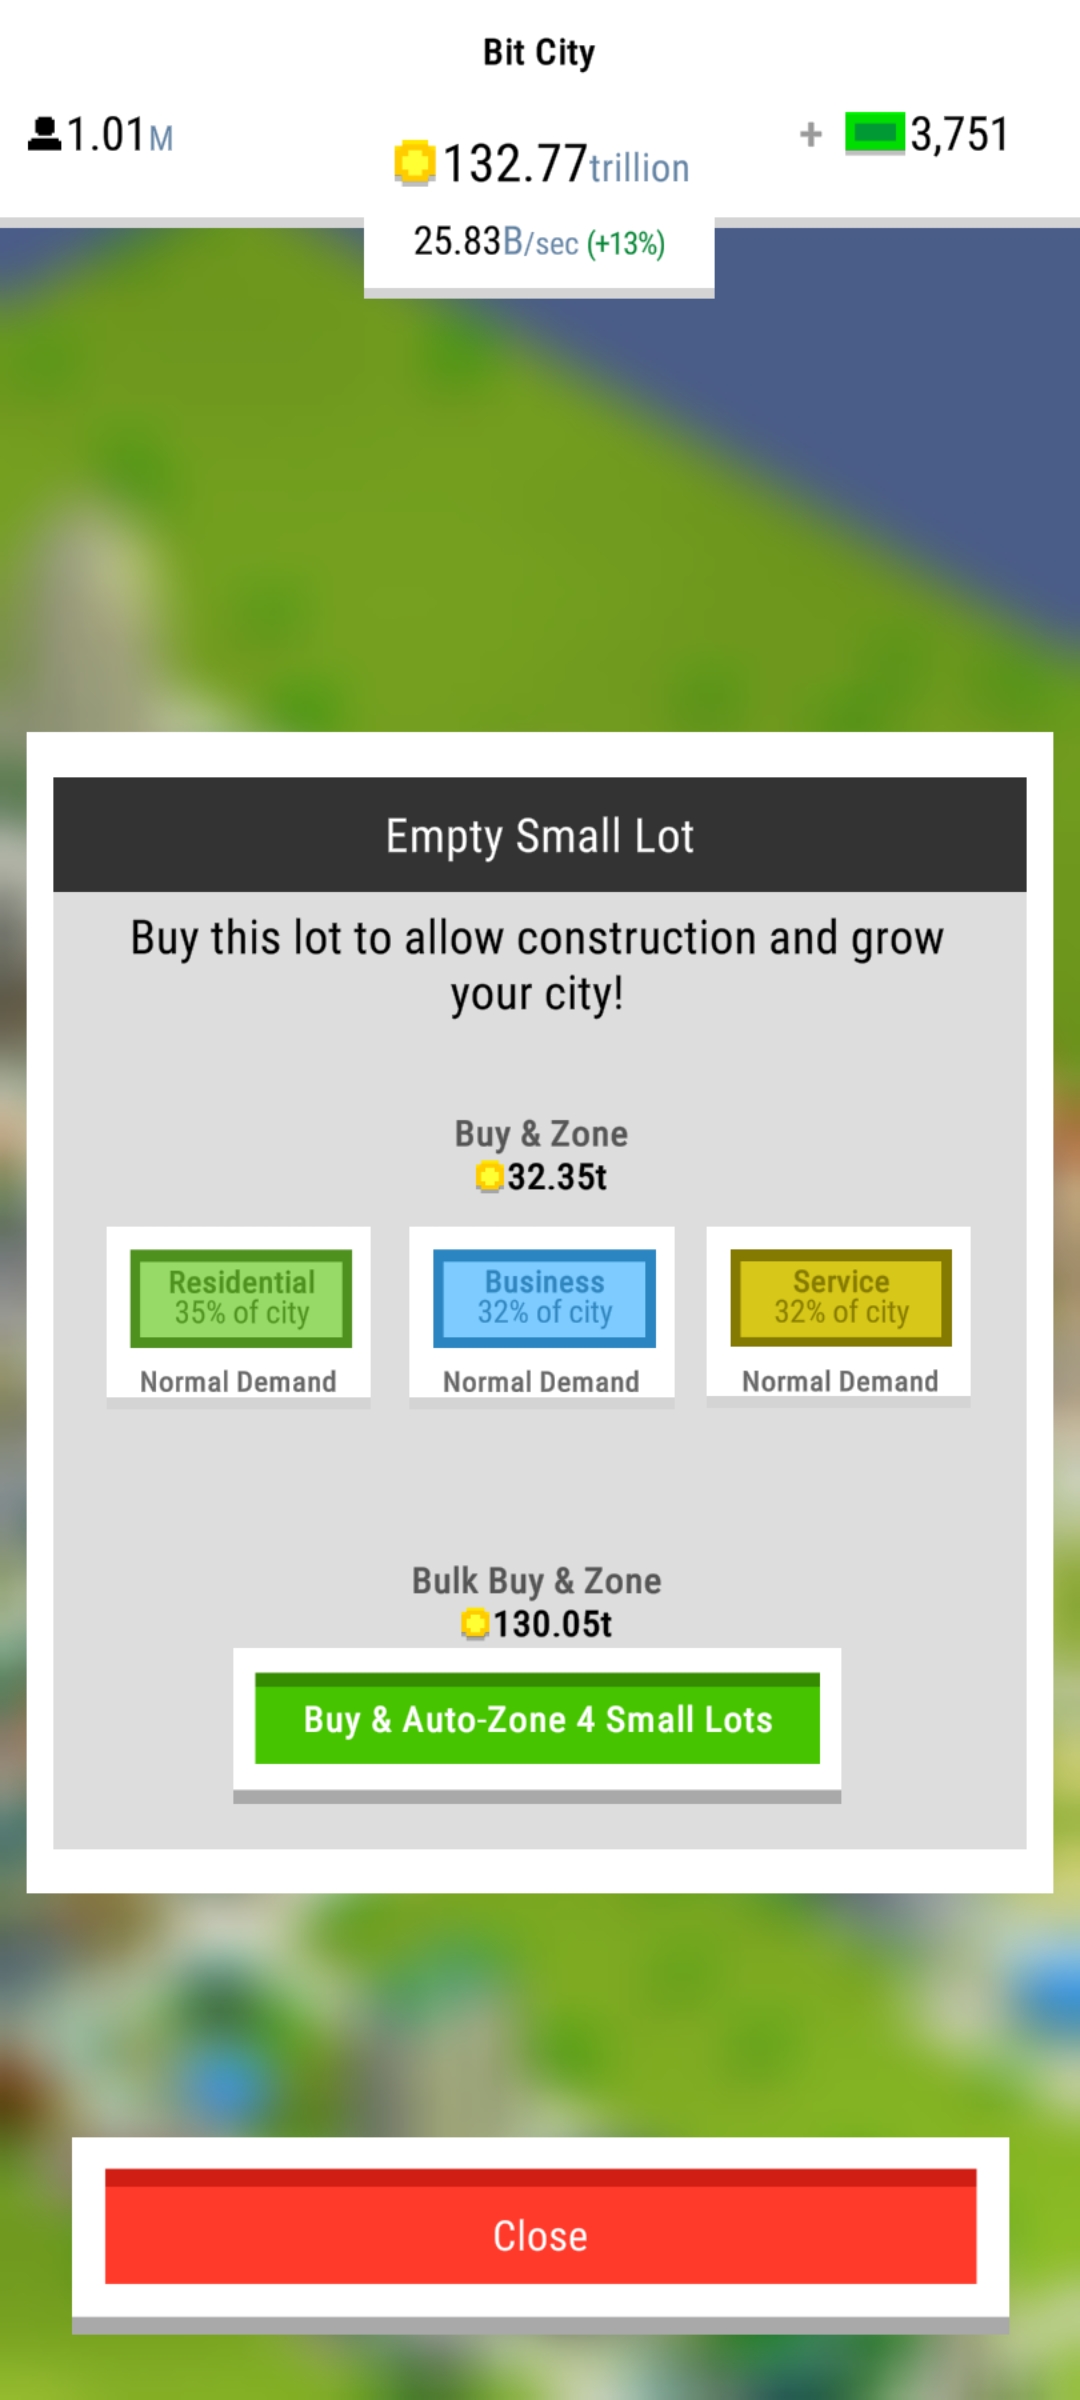 Bit City
1.01M
132.77trillion
+ 3,751
25.83B/sec (+13%)
Empty Small Lot
Buy this lot to allow construction and grow
your city!
Buy & Zone
32.35t
Residential
35% of city
Normal Demand
Business
32% of city
Normal Demand
Service
32% of city
Normal Demand
Bulk Buy & Zone
130.05t
Buy & Auto-Zone 4 Small Lots
Close